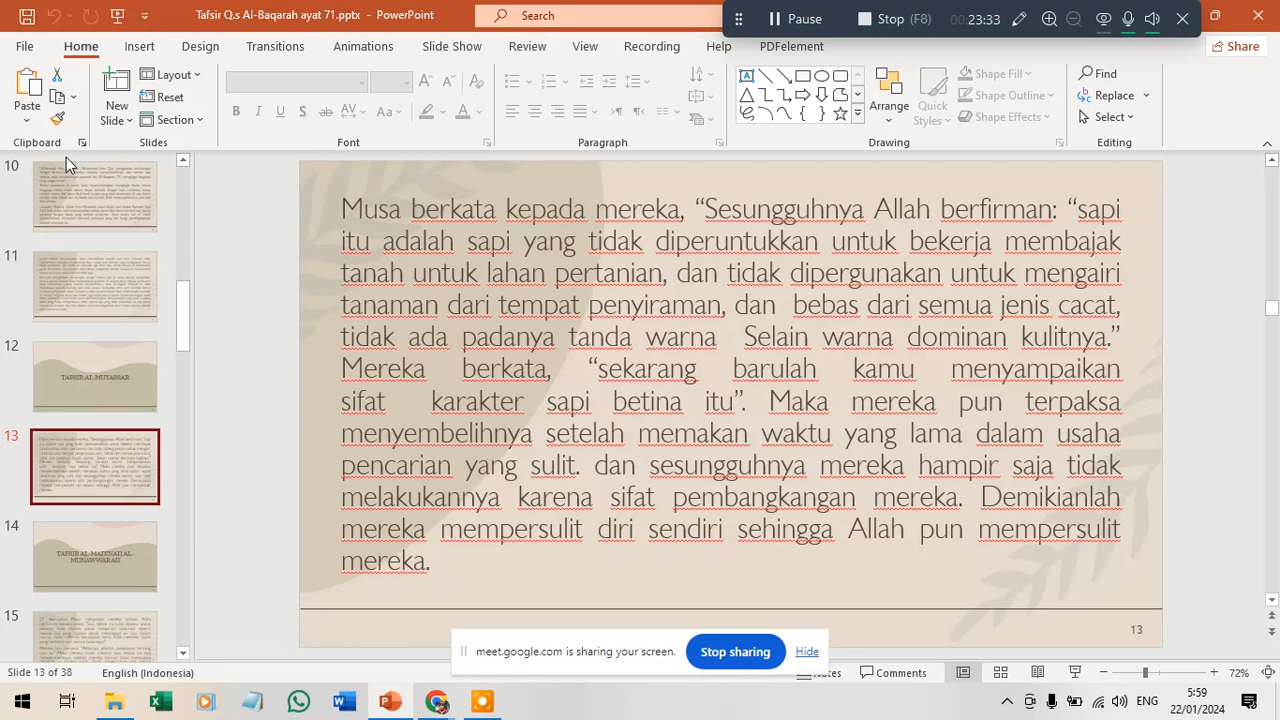 Tafsir Q.s Al-Baqarah ayat 71.pptx - PowerPoint
Search
Pause
Stop (F8)
00:23:33
File
Home
Insert
Design
Transitions
Animations
Slide Show
Review
View
Recording
Help
PDFelement
Share
Paste
New
Slide
Layout
Reset
Section
Shape Fill
Shape Outline
Shape Effects
Arrange
Quick
Styles
Find
Replace
Select
Clipboard
Slides
Font
Paragraph
Drawing
Editing
10
11
12
TAFSIR AL-MUYASSAR
13
14
TAFSIR AL-MADINAH AL-
MUNAWWARAH
15
Musa berkata kepada mereka, “Sesungguhnya Allah berfirman: “sapi
itu adalah sapi yang tidak diperuntukkan untuk bekerja membajak
tanah untuk lahan pertanian, dan tidak dipergunakan untuk mengairi
tanaman dari tempat penyiraman, dan bebas dari semua jenis cacat,
tidak ada padanya tanda warna Selain warna dominan kulitnya.”
Mereka berkata, “sekarang barulah kamu menyampaikan
sifat karakter sapi betina itu”. Maka mereka pun terpaksa
menyembelihnya setelah memakan waktu yang lama dalam usaha
pencarian yang sulit. dan sesungguhnya mereka hampir saja tidak
melakukannya karena sifat pembangkangan mereka. Demikianlah
mereka mempersulit diri sendiri sehingga Allah pun mempersulit
mereka.
13
meet.google.com is sharing your screen.
Stop sharing
Hide
Slide 13 of 38
English (Indonesia)
Notes
Comments
72%
ENG
5:59
22/01/2024